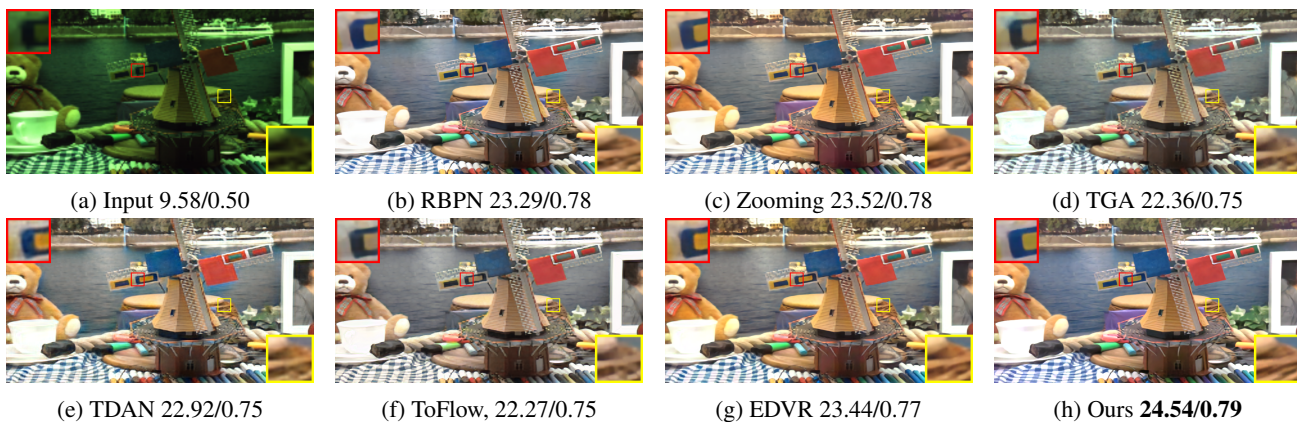 (a) Input 9.58/0.50
(b) RBPN 23.29/0.78
(c) Zooming 23.52/0.78
(d) TGA 22.36/0.75
(e) TDAN 22.92/0.75
(f) ToFlow, 22.27/0.75
(g) EDVR 23.44/0.77
(h) Ours 24.54/0.79